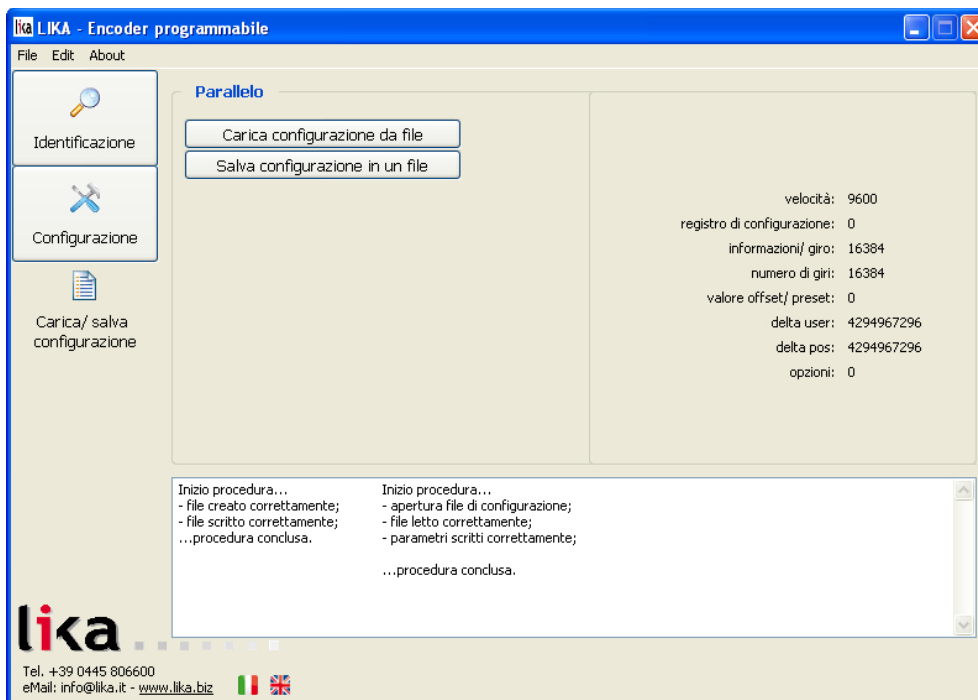 lika LIKA - Encoder programmabile
File Edit About
Identificazione
Configurazione
Carica/ salva
configurazione
Parallelo
Carica configurazione da file
Salva configurazione in un file
velocità: 9600
registro di configurazione: 0
informazioni/ giro: 16384
numero di giri: 16384
valore offset/ preset: 0
delta user: 4294967296
delta pos: 4294967296
opzioni: 0
Inizio procedura...
- file creato correttamente;
- file scritto correttamente;
...procedura conclusa.
Inizio procedura...
- apertura file di configurazione;
- file letto correttamente;
- parametri scritti correttamente;
...procedura conclusa.
lika
Tel. +39 0445 806600
eMail: info@lika.it - www.lika.biz